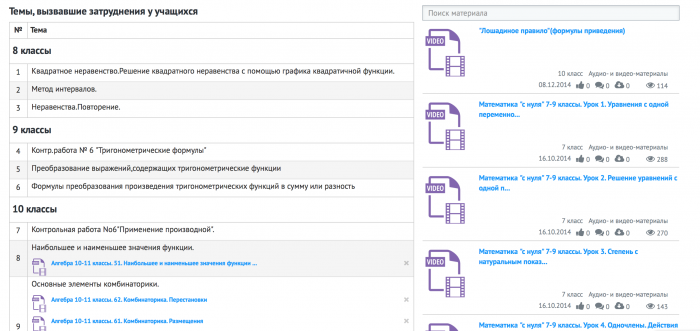 Темы, вызвавшие затруднения у учащихся
№ Тема
8 классы
1 Квадратное неравенство.Решение квадратного неравенства с помощью графика квадратичной функции.
2 Метод интервалов.
3 Неравенства.Повторение.
9 классы
4 Контр.работа № 6 "Тригонометрические формулы"
5 Преобразование выражений,содержащих тригонометрические функции
6 Формулы преобразования произведения тригонометрических функций в сумму или разность
10 классы
7 Контрольная работа No6"Применение производной".
8 Наибольшее и наименьшее значения функции.
Алгебра 10-11 классы. 51. Наибольшее и наименьшее значения функции ...
9 Основные элементы комбинаторики.
Алгебра 10-11 классы. 62. Комбинаторика. Перестановки
Алгебра 10-11 классы. 61. Комбинаторика. Размещения
Поиск материала
VIDEO
"Лошадиное правило"(формулы приведения)
10 класс Аудио- и видео-материалы
08.12.2014 0 0 0 114
VIDEO
Математика "с нуля" 7-9 классы. Урок 1. Уравнения с одной
переменно...
7 класс Аудио- и видео-материалы
16.10.2014 0 0 0 288
VIDEO
Математика "с нуля" 7-9 классы. Урок 2. Решение уравнений с
одной п...
7 класс Аудио- и видео-материалы
16.10.2014 0 0 0 270
VIDEO
Математика "с нуля" 7-9 классы. Урок 3. Степень с
натуральным показ...
7 класс Аудио- и видео-материалы
16.10.2014 0 0 0 143
Математика "с нуля" 7-9 классы. Урок 4. Одночлены. Действия